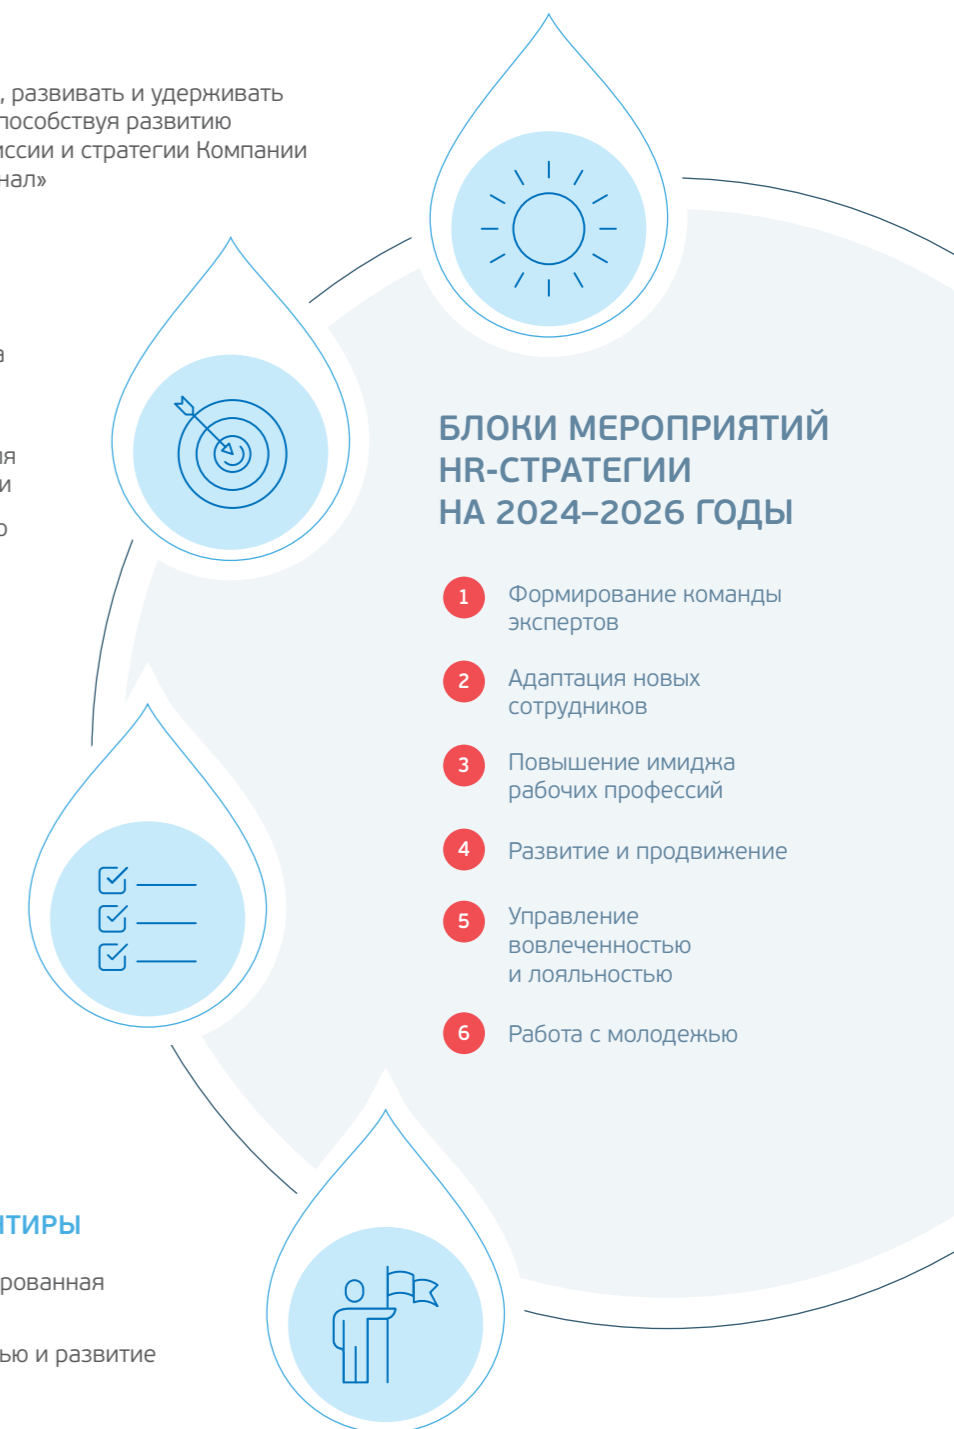 , развивать и удерживать
пособствуя развитию
иссии и стратегии Компании
нал»
а
ия
и
о
БЛОКИ МЕРОПРИЯТИЙ
HR-СТРАТЕГИИ
НА 2024–2026 ГОДЫ
1 Формирование команды
экспертов
2 Адаптация новых
сотрудников
3 Повышение имиджа
рабочих профессий
4 Развитие и продвижение
5 Управление
вовлеченностью
и лояльностью
6 Работа с молодежью
НТИРЫ
рованная
ью и развитие